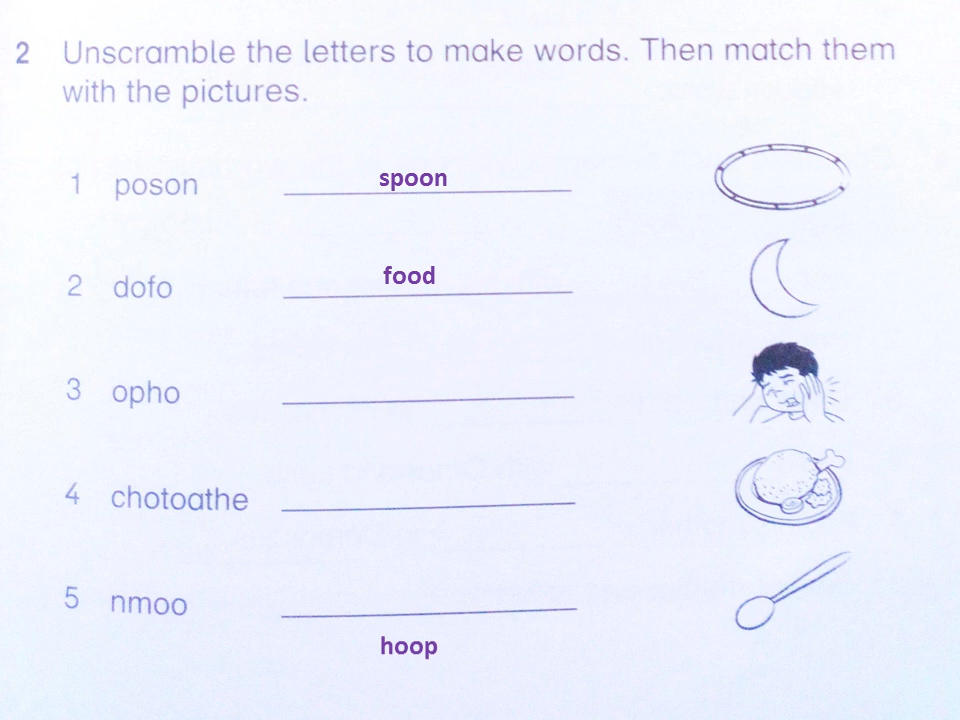 2 Unscramble the letters to make words. Then match them
with the pictures.
1 poson spoon
2 dofo food
3 opho
4 chotoathe
5 nmoo
hoop